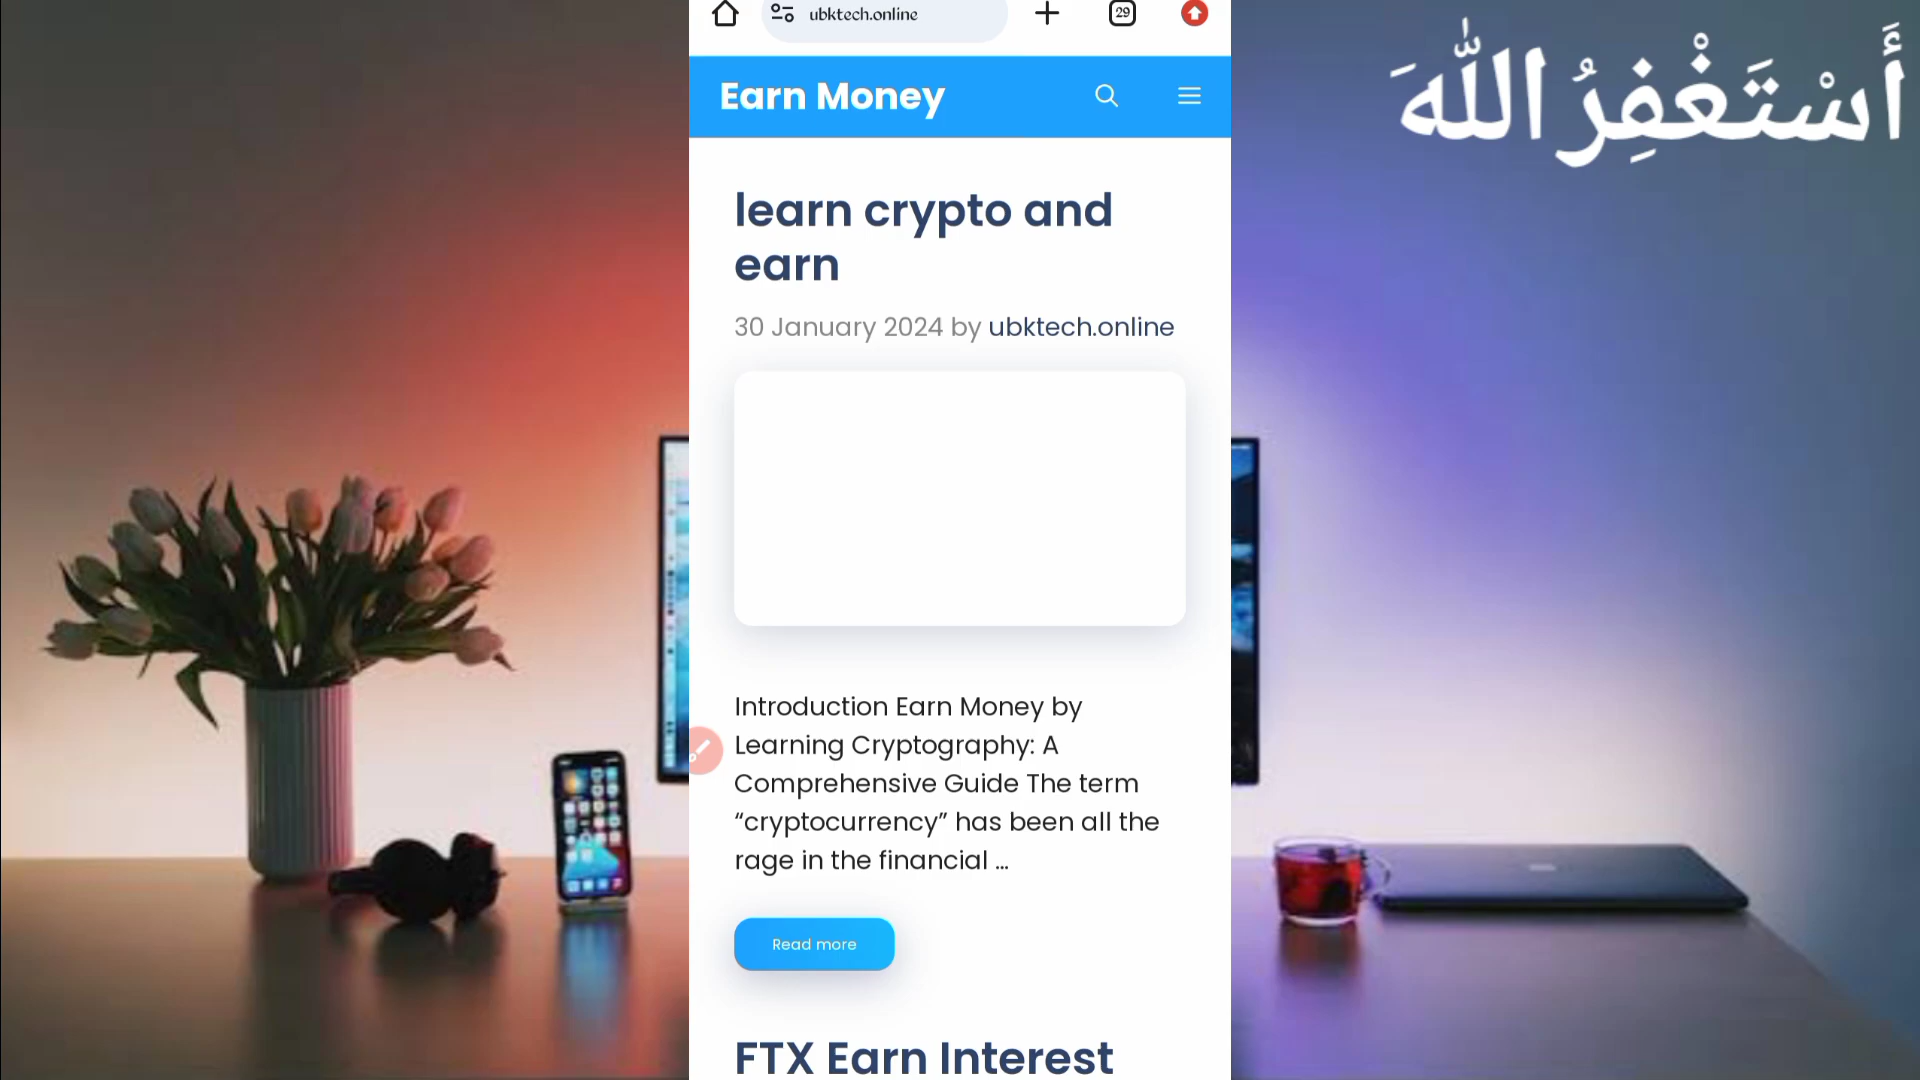 ubktech.online
29
أَسْتَغْفِرُ اللهَ
Earn Money
learn crypto and
earn
30 January 2024 by ubktech.online
Introduction Earn Money by
Learning Cryptography: A
Comprehensive Guide The term
“cryptocurrency” has been all the
rage in the financial ...
Read more
FTX Earn Interest